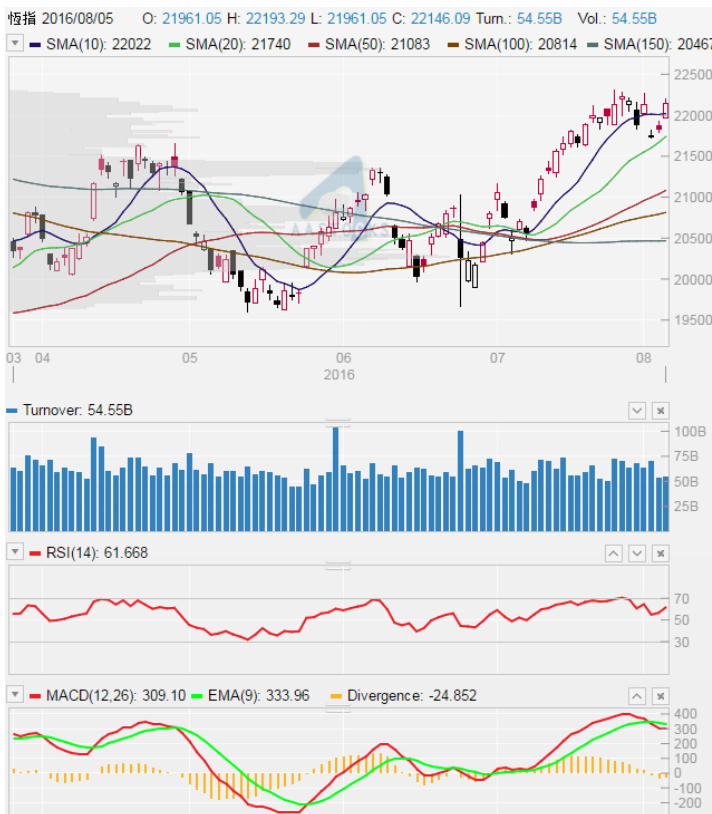 恆指 2016/08/05 O: 21961.05 H: 22193.29 L: 21961.05 C: 22146.09 Turn.: 54.55B Vol.: 54.55B
SMA(10): 22022 SMA(20): 21740 SMA(50): 21083 SMA(100): 20814 SMA(150): 20467
22500
22000
21500
21000
20500
20000
19500
03 04 05 06 07 08
2016
Turnover: 54.55B
100B
75B
50B
25B
RSI(14): 61.668
70
50
30
MACD(12,26): 309.10 EMA(9): 333.96 Divergence: -24.852
400
300
200
100
0
-100
-200